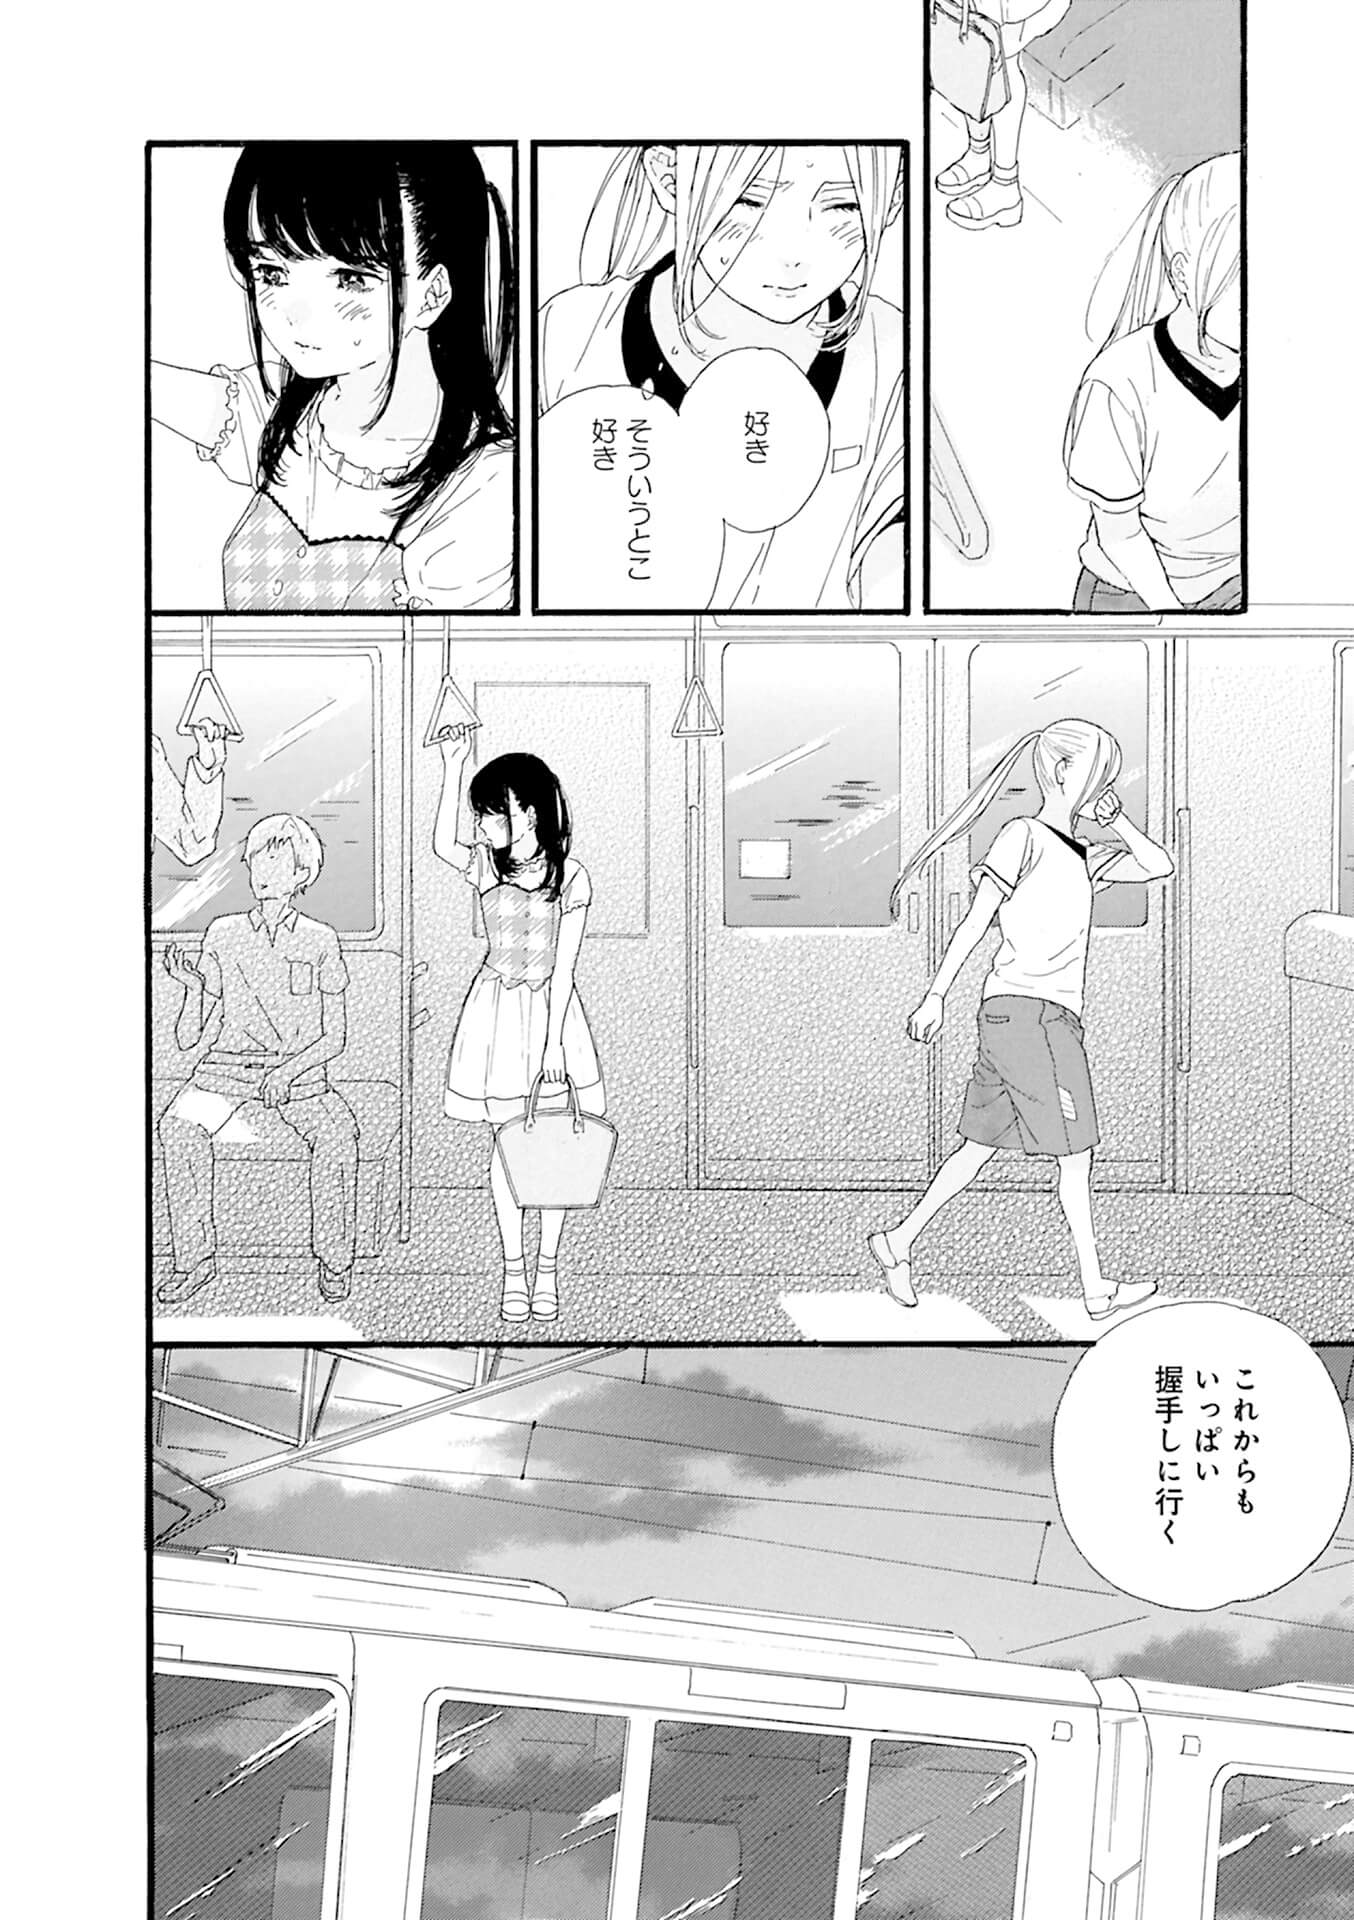 好き
そういうとこ
好き
これからも
いっぱい
握手しに行く